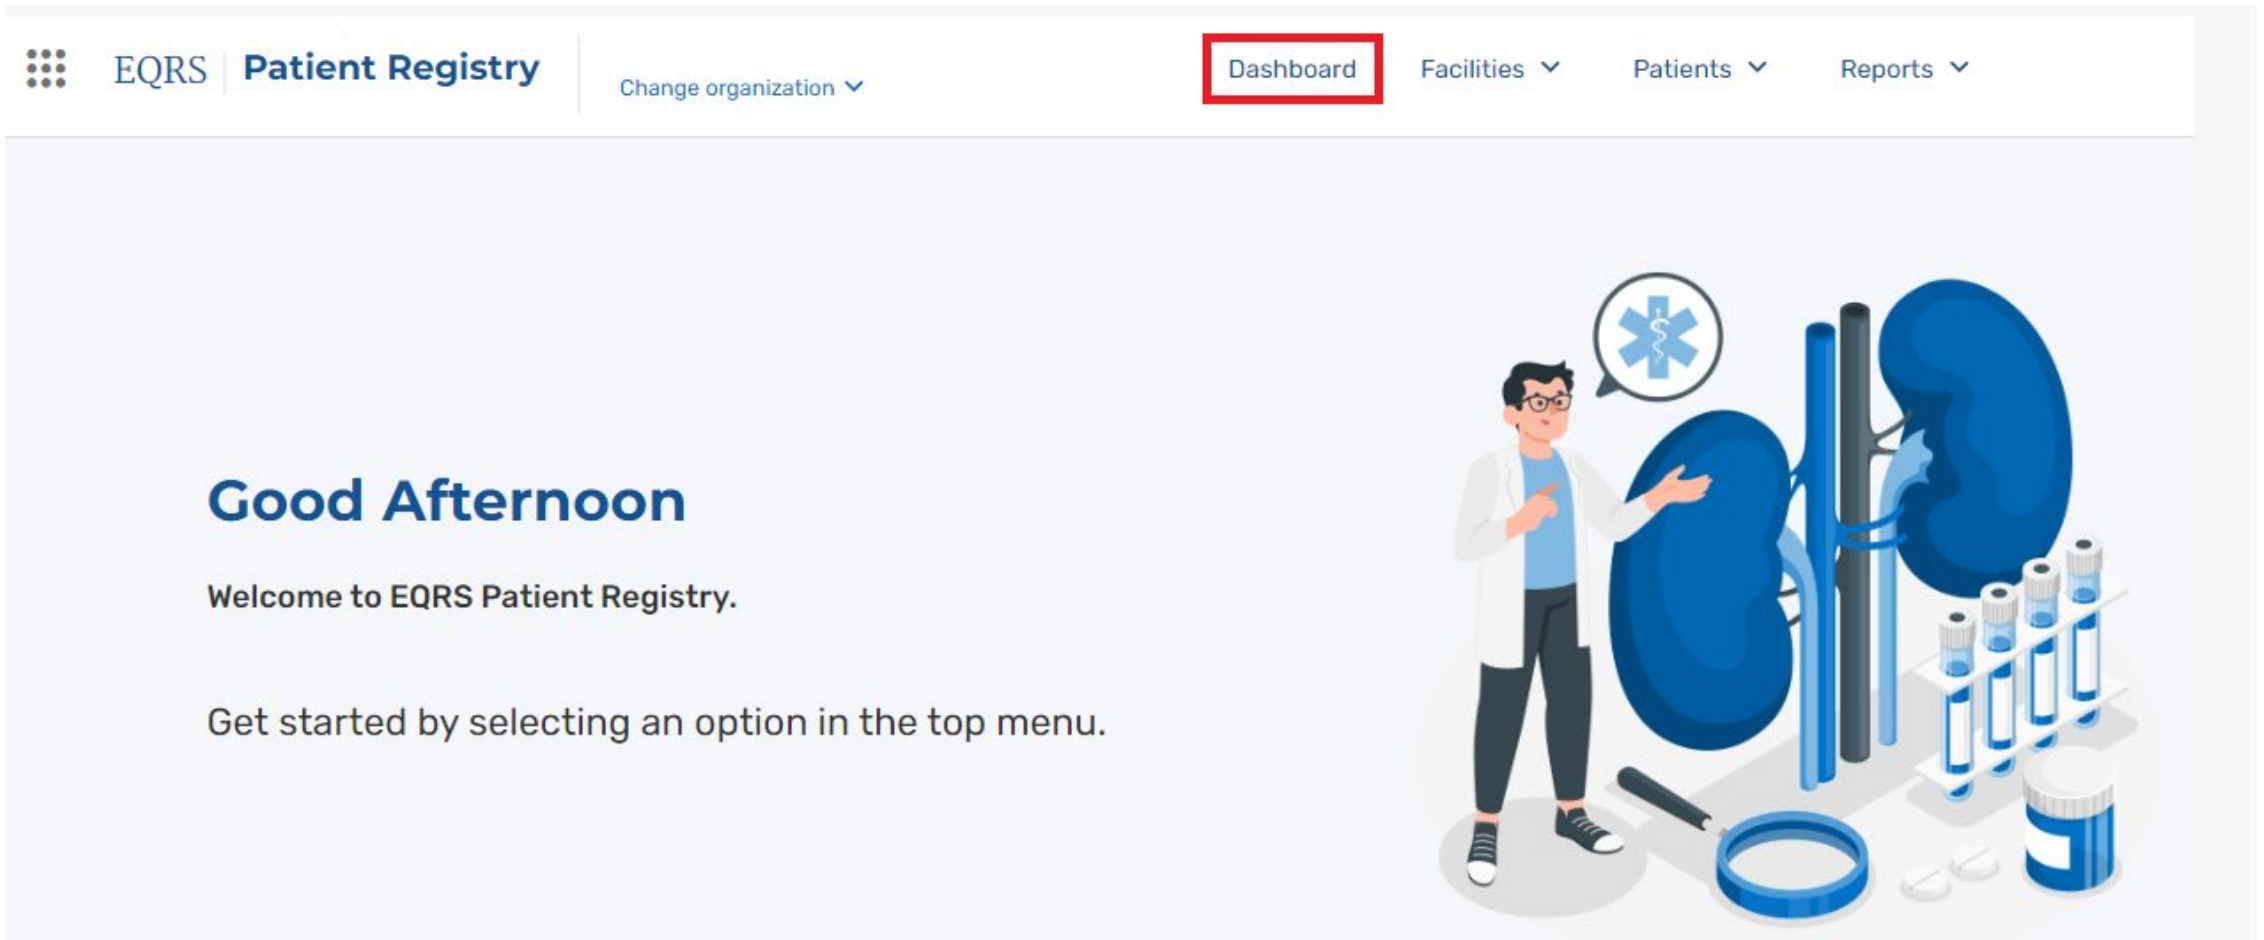 EQRS Patient Registry
Change organization
Dashboard Facilities Patients Reports
Good Afternoon
Welcome to EQRS Patient Registry.
Get started by selecting an option in the top menu.